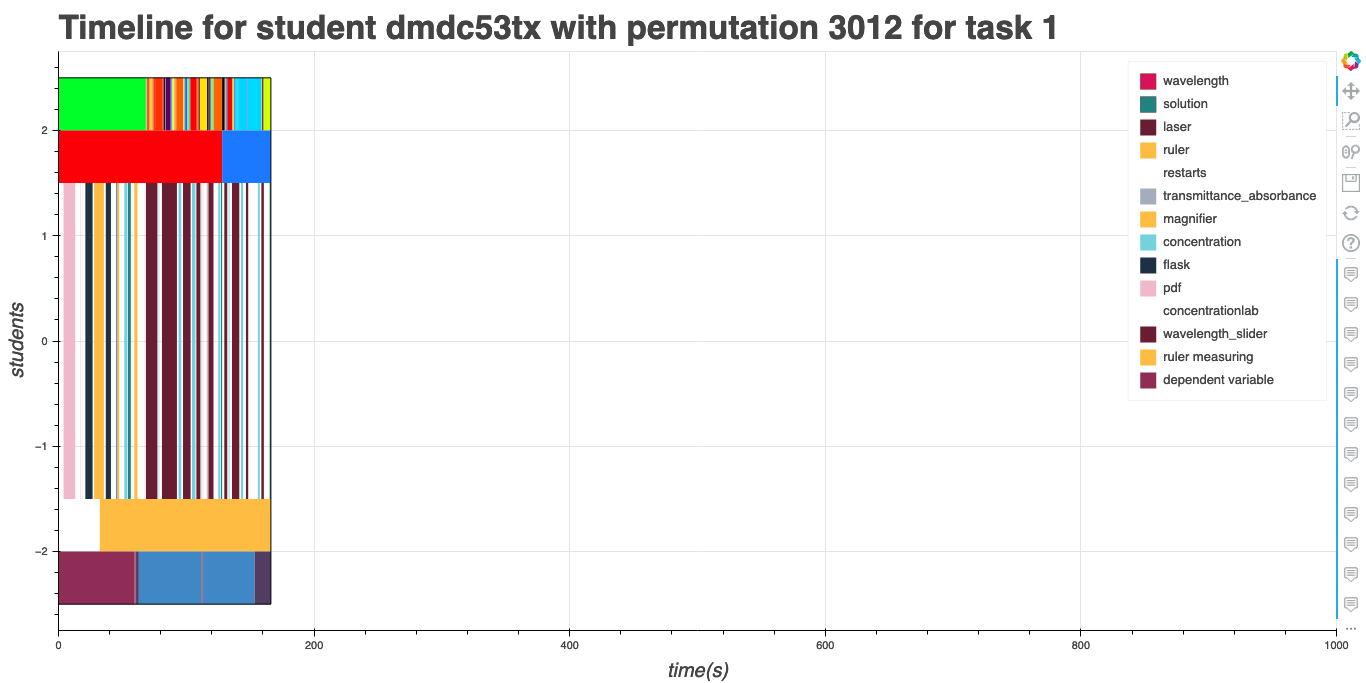 Timeline for student dmdc53tx with permutation 3012 for task 1
wavelength
solution
laser
ruler
restarts
transmittance_absorbance
magnifier
concentration
flask
pdf
concentrationlab
wavelength_slider
ruler measuring
dependent variable
students
2
1
0
−1
−2
0 200 400 600 800 1000
time(s)